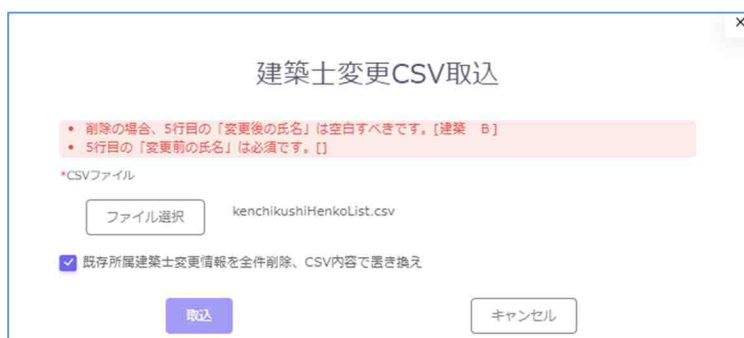 ×
建築士変更CSV取込
• 削除の場合、5行目の「変更後の氏名」は空白すべきです。[建築　B]
• 5行目の「変更前の氏名」は必須です。[]
*CSVファイル
ファイル選択 kenchikushiHenkoList.csv
既存所属建築士変更情報を全件削除、CSV内容で置き換え
取込 キャンセル